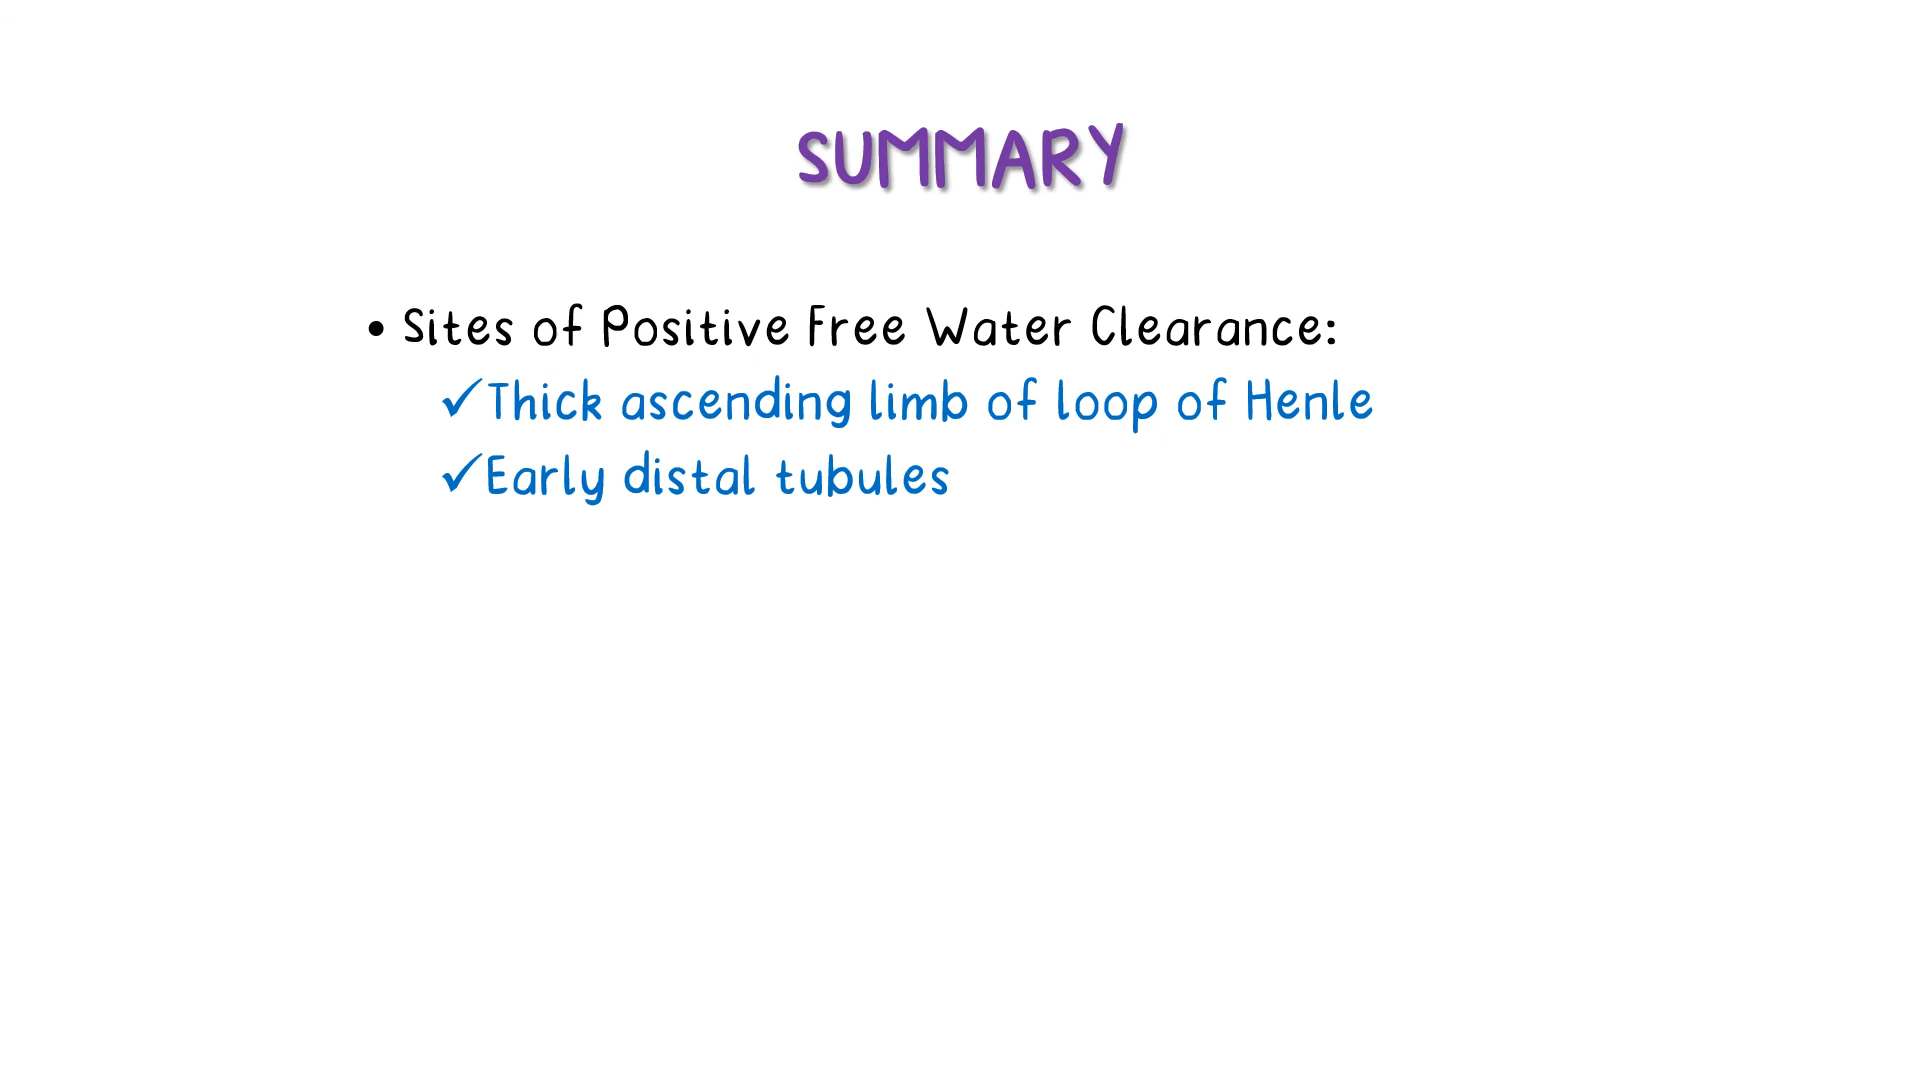 SUMMARY
• Sites of Positive Free Water Clearance:
✓Thick ascending limb of loop of Henle
✓Early distal tubules